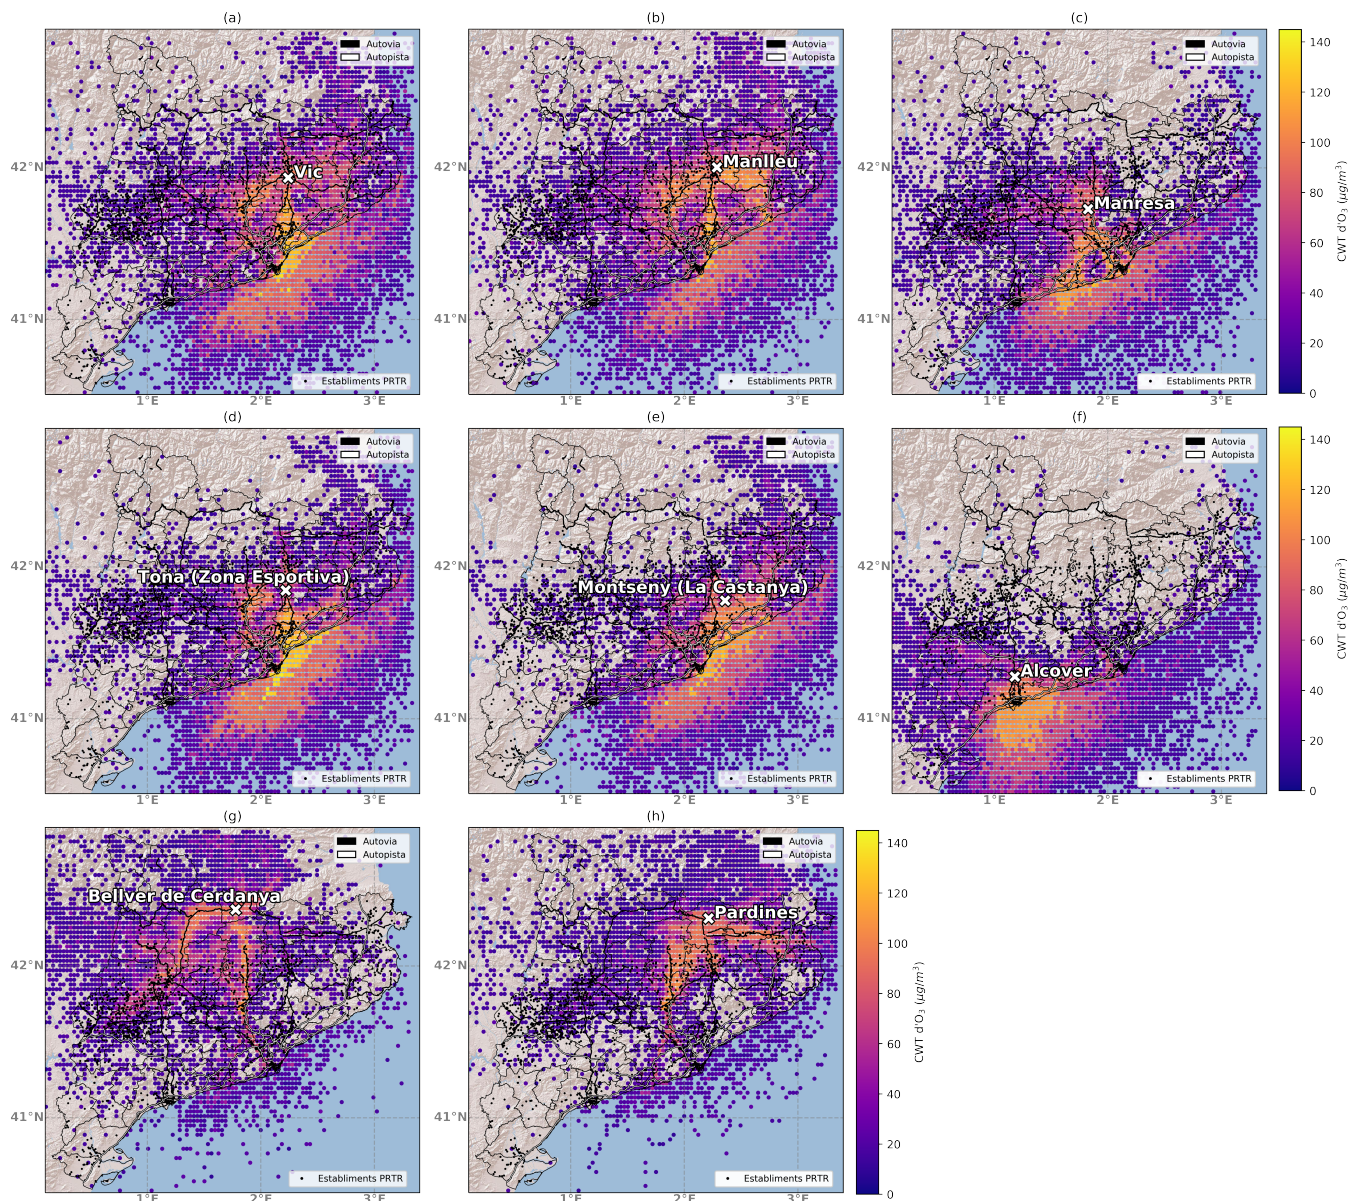 (a)
Autovia
Autopista
Vic
42°N
41°N
Establiments PRTR
1°E
2°E
3°E
(b)
Autovia
Autopista
Manlleu
42°N
41°N
Establiments PRTR
1°E
2°E
3°E
(c)
Autovia
Autopista
Manresa
42°N
41°N
Establiments PRTR
1°E
2°E
3°E
140
120
100
80
60
40
20
0
CWT d'O₃ (μg/m³)
(d)
Autovia
Autopista
Tona (Zona Esportiva)
42°N
41°N
Establiments PRTR
1°E
2°E
3°E
(e)
Autovia
Autopista
Montseny (La Castanya)
42°N
41°N
Establiments PRTR
1°E
2°E
3°E
(f)
Autovia
Autopista
Alcover
42°N
41°N
Establiments PRTR
1°E
2°E
3°E
140
120
100
80
60
40
20
0
CWT d'O₃ (μg/m³)
(g)
Autovia
Autopista
Bellver de Cerdanya
42°N
41°N
Establiments PRTR
1°E
2°E
3°E
(h)
Autovia
Autopista
Pardines
42°N
41°N
Establiments PRTR
1°E
2°E
3°E
140
120
100
80
60
40
20
0
CWT d'O₃ (μg/m³)